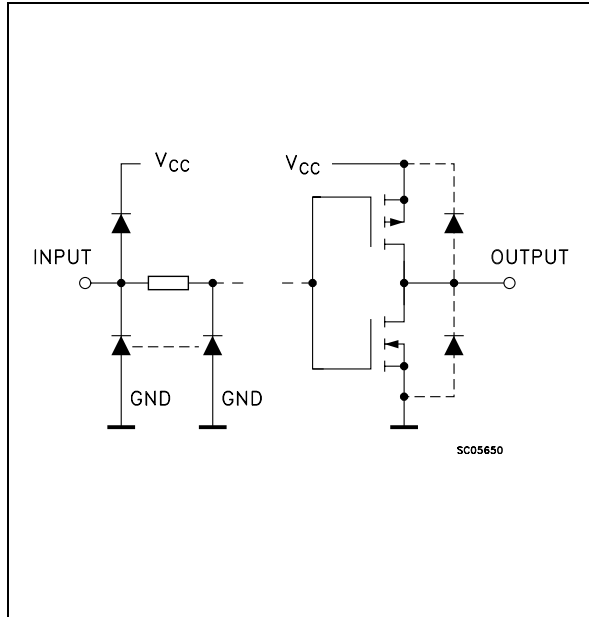 VCC
VCC
INPUT
OUTPUT
GND
GND
SC05650